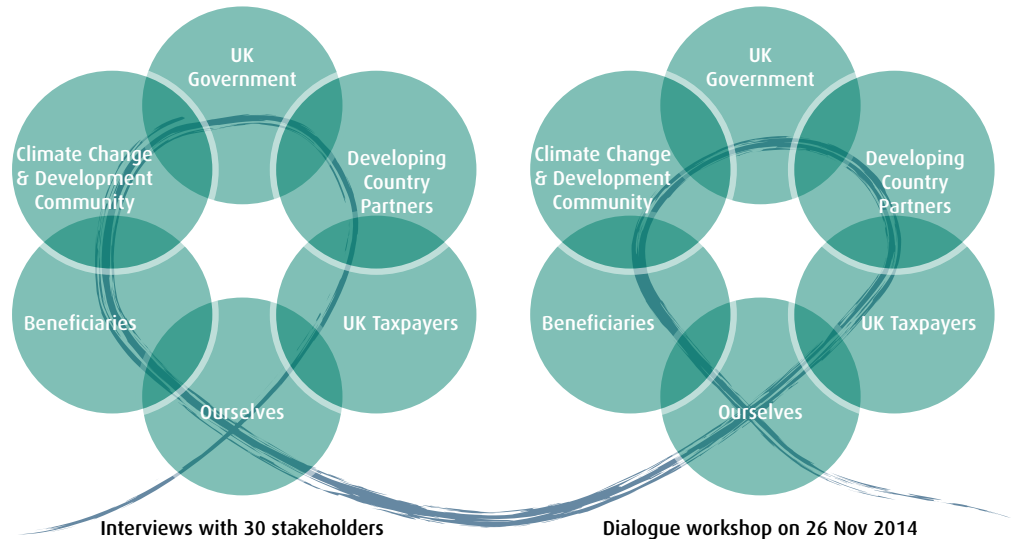 UK
Government
Climate Change
& Development
Community
Developing
Country
Partners
Beneficiaries
UK Taxpayers
Ourselves
Interviews with 30 stakeholders
UK
Government
Climate Change
& Development
Community
Developing
Country
Partners
Beneficiaries
UK Taxpayers
Ourselves
Dialogue workshop on 26 Nov 2014